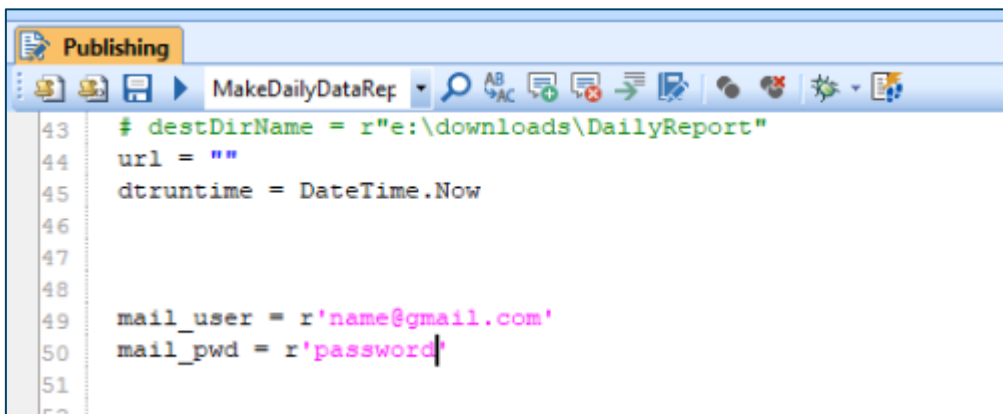 Publishing
MakeDailyDataRep
43 # destDirName = r"e:\downloads\DailyReport"
44 url = ""
45 dtruntime = DateTime.Now
46
47
48
49 mail_user = r'name@gmail.com'
50 mail_pwd = r'password'
51